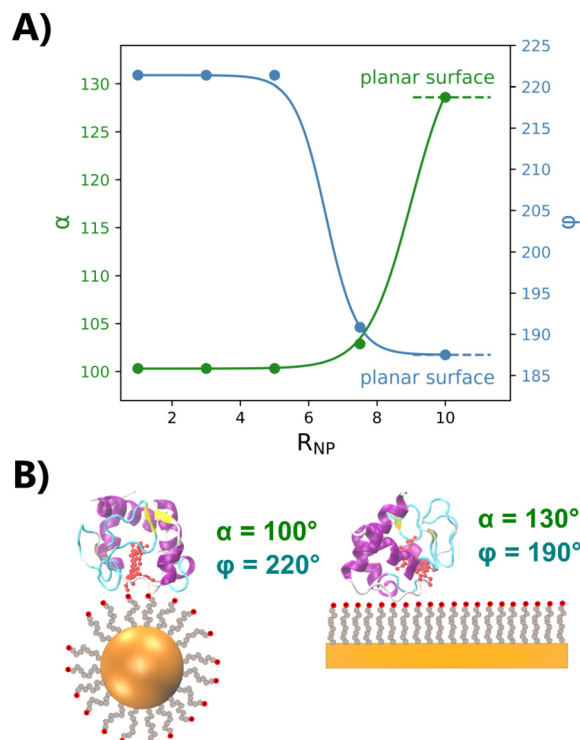 A)
planar surface
planar surface
α
130
125
120
115
110
105
100
225
220
215
210
205
200
195
190
185
φ
2
4
6
8
10
R_NP
B)
α = 100°
φ = 220°
α = 130°
φ = 190°